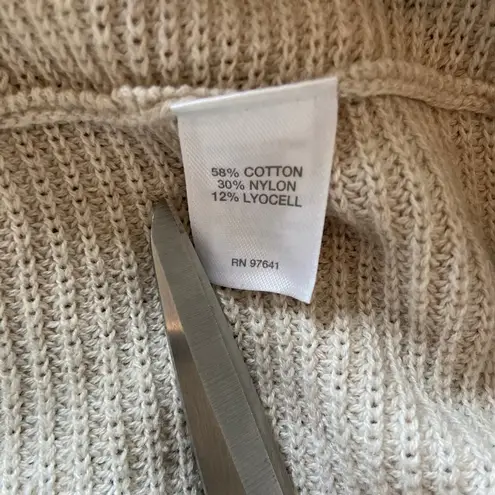 58% COTTON
30% NYLON
12% LYOCELL
RN 97641